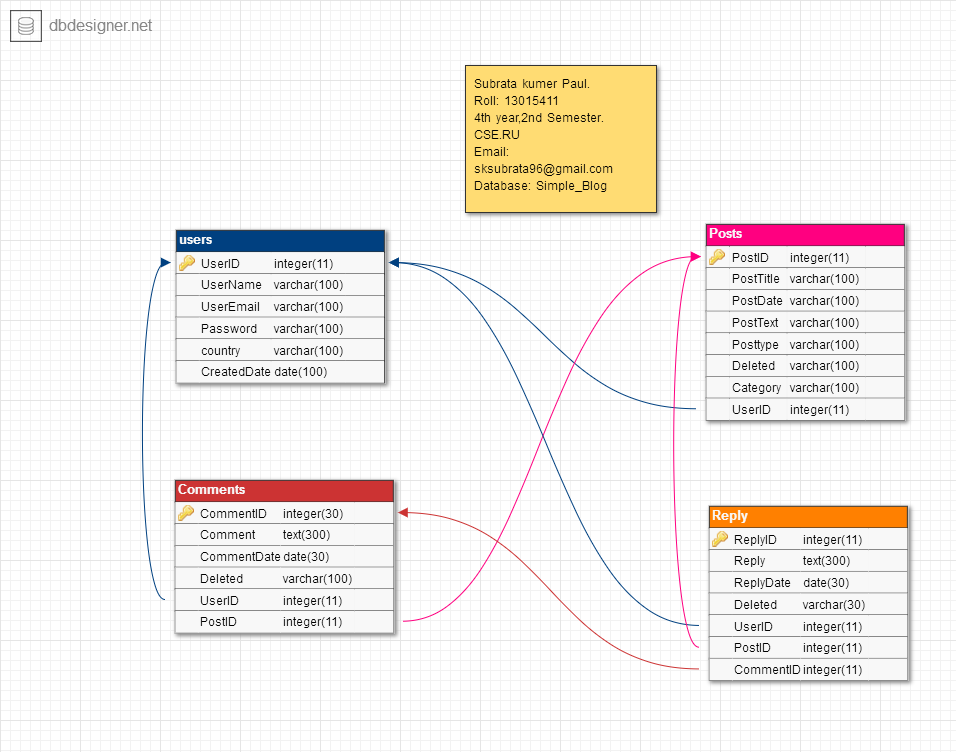 dbdesigner.net
Subrata kumer Paul.
Roll: 13015411
4th year,2nd Semester.
CSE.RU
Email:
sksubrata96@gmail.com
Database: Simple_Blog
users
UserID integer(11)
UserName varchar(100)
UserEmail varchar(100)
Password varchar(100)
country varchar(100)
CreatedDate date(100)
Posts
PostID integer(11)
PostTitle varchar(100)
PostDate varchar(100)
PostText varchar(100)
Posttype varchar(100)
Deleted varchar(100)
Category varchar(100)
UserID integer(11)
Comments
CommentID integer(30)
Comment text(300)
CommentDate date(30)
Deleted varchar(100)
UserID integer(11)
PostID integer(11)
Reply
ReplyID integer(11)
Reply text(300)
ReplyDate date(30)
Deleted varchar(30)
UserID integer(11)
PostID integer(11)
CommentID integer(11)